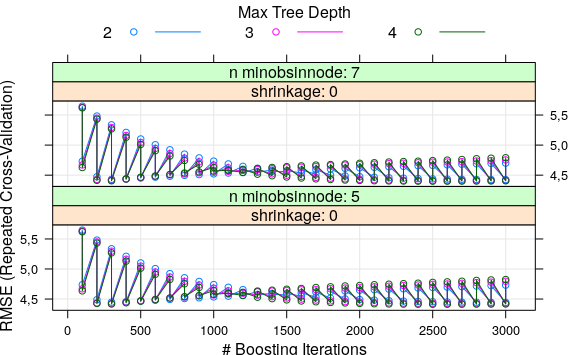 Max Tree Depth
2 3 4
n minobsinnode: 7
shrinkage: 0
5,5
5,0
4,5
n minobsinnode: 5
shrinkage: 0
5,5
5,0
4,5
RMSE (Repeated Cross-Validation)
0 500 1000 1500 2000 2500 3000
# Boosting Iterations